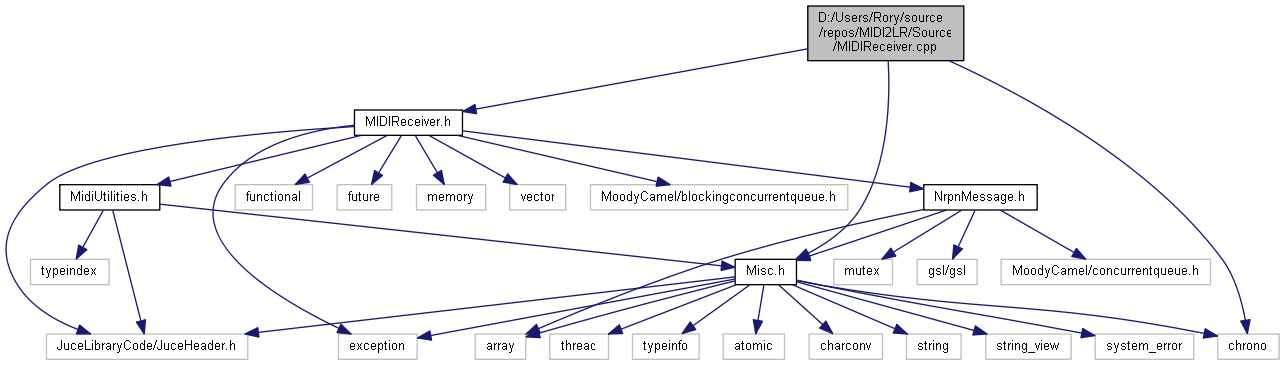 D:/Users/Rory/source
/repos/MIDI2LR/Source
/MIDIReceiver.cpp
MIDIReceiver.h
MidiUtilities.h
functional
future
memory
vector
MoodyCamel/blockingconcurrentqueue.h
NrpnMessage.h
typeindex
Misc.h
mutex
gsl/gsl
MoodyCamel/concurrentqueue.h
JuceLibraryCode/JuceHeader.h
exception
array
thread
typeinfo
atomic
charconv
string
string_view
system_error
chrono